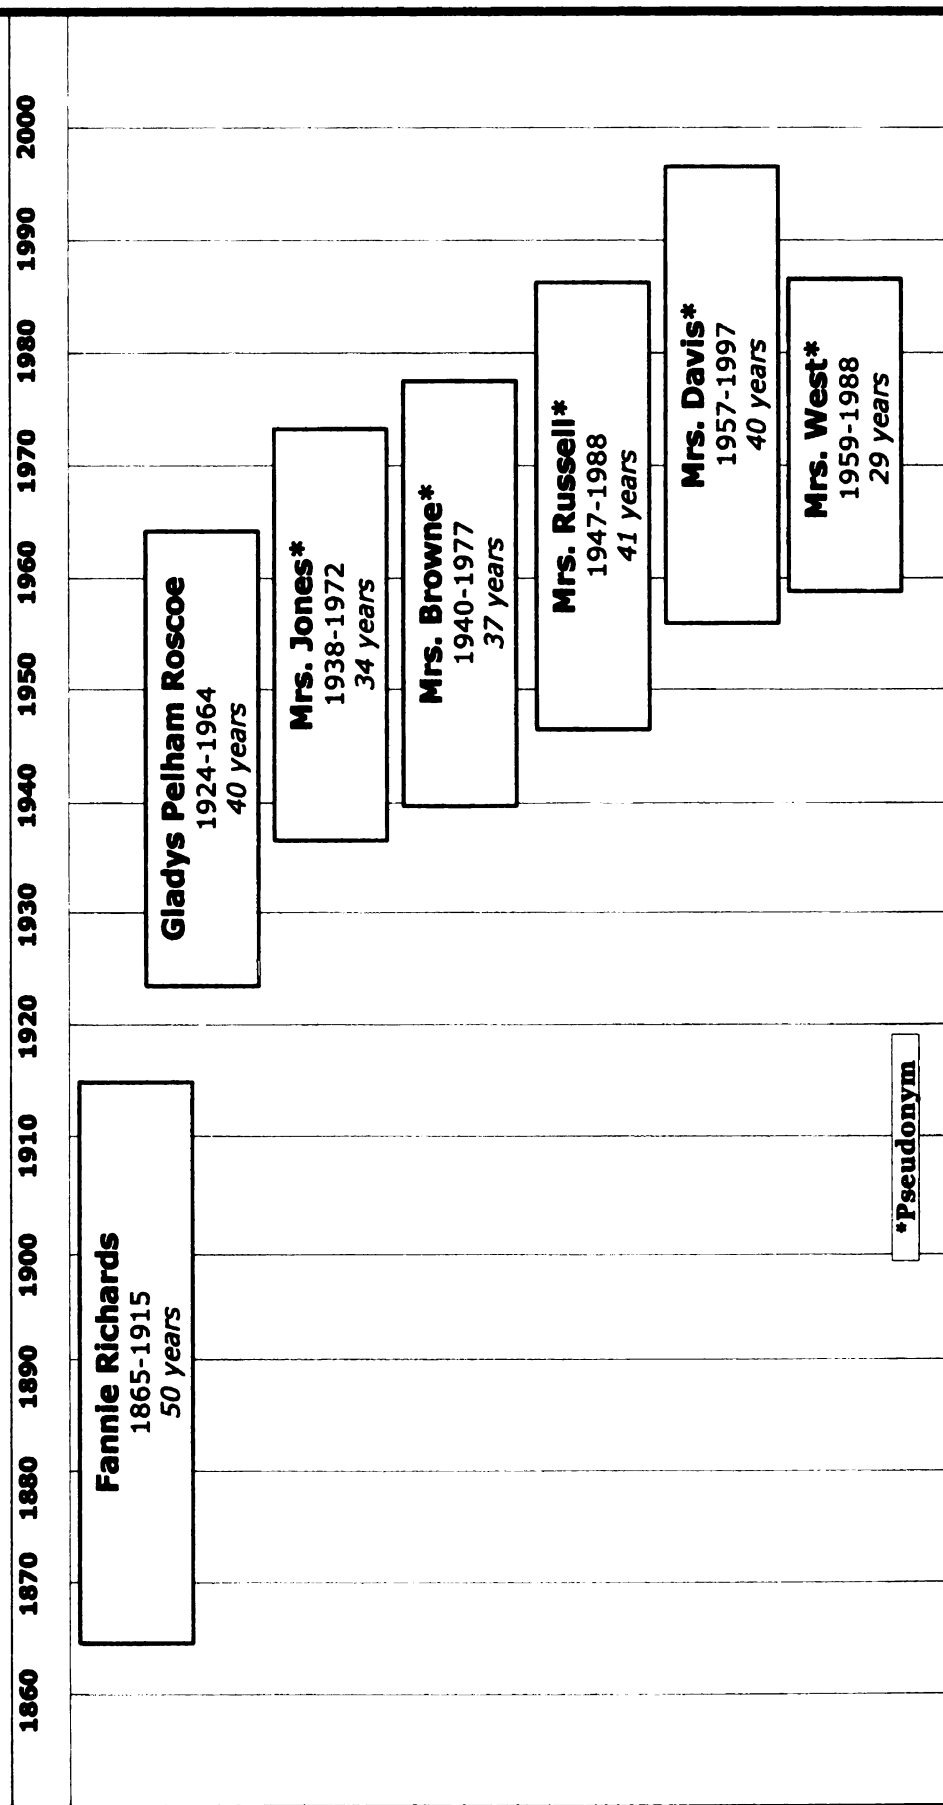 1860 1870 1880 1890 1900 1910 1920 1930 1940 1950 1960 1970 1980 1990 2000
Fannie Richards
1865-1915
50 years
Gladys Pelham Roscoe
1924-1964
40 years
Mrs. Jones*
1938-1972
34 years
Mrs. Browne*
1940-1977
37 years
Mrs. Russell*
1947-1988
41 years
Mrs. Davis*
1957-1997
40 years
Mrs. West*
1959-1988
29 years
*Pseudonym